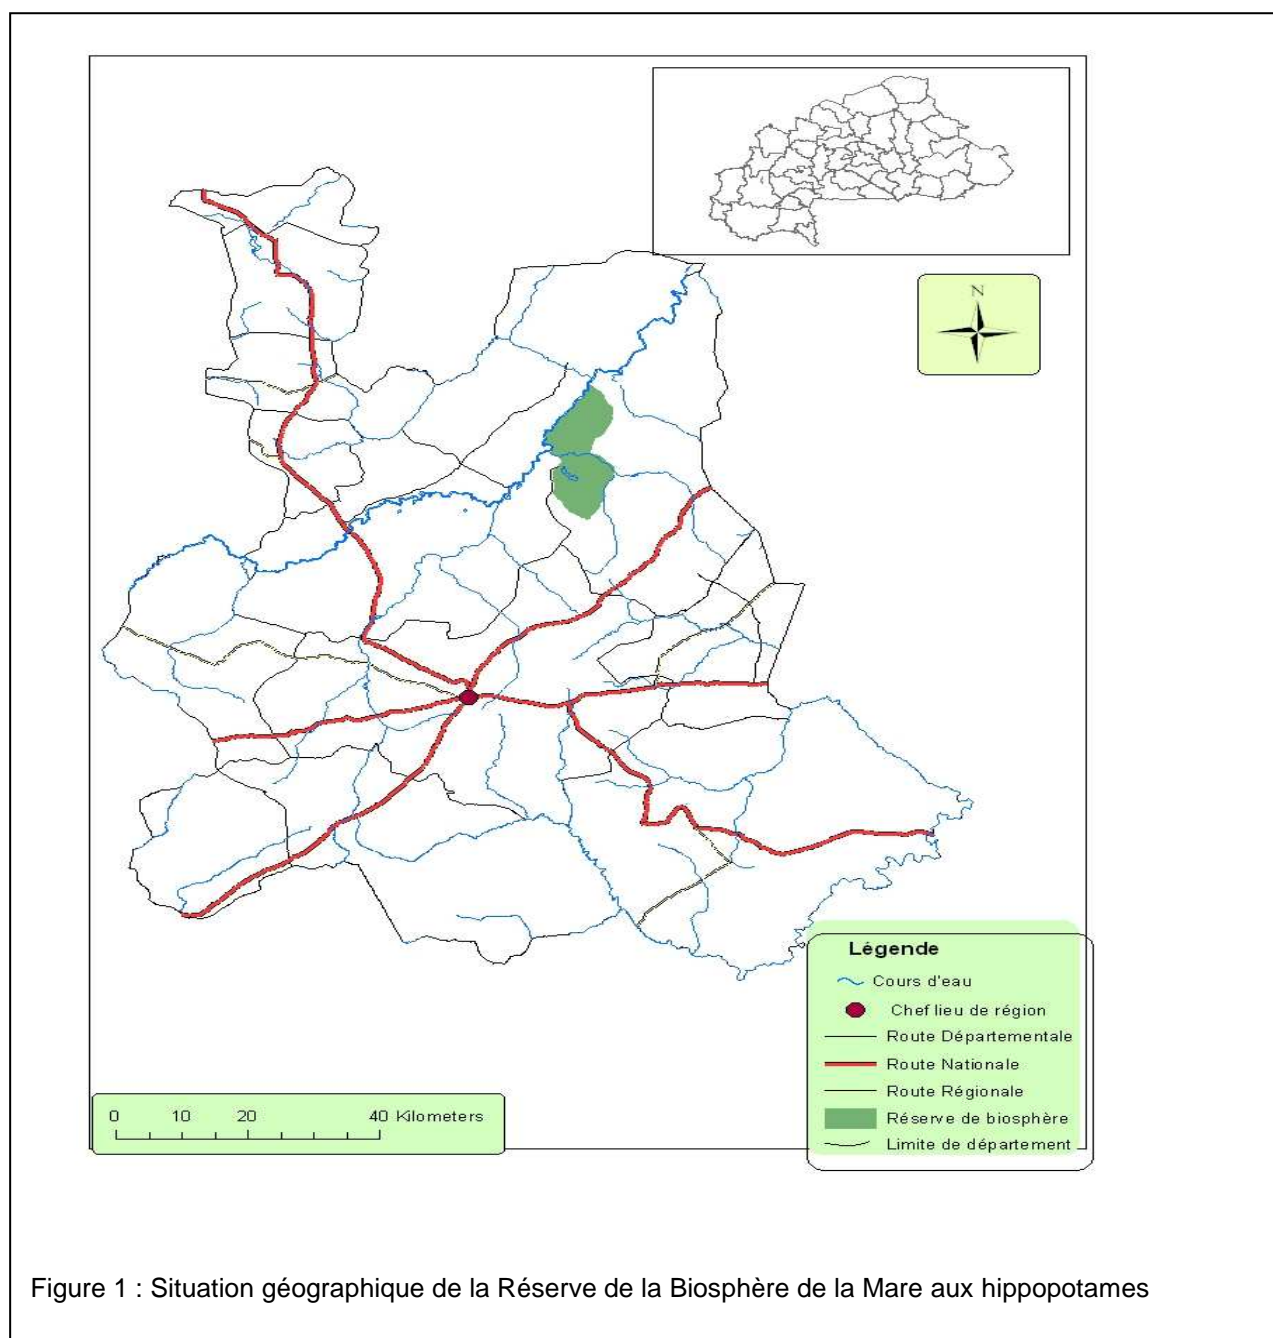 N
Légende
Cours d'eau
Chef lieu de région
Route Départementale
Route Nationale
Route Régionale
Réserve de biosphère
Limite de département
0 10 20 40 Kilometers
Figure 1 : Situation géographique de la Réserve de la Biosphère de la Mare aux hippopotames